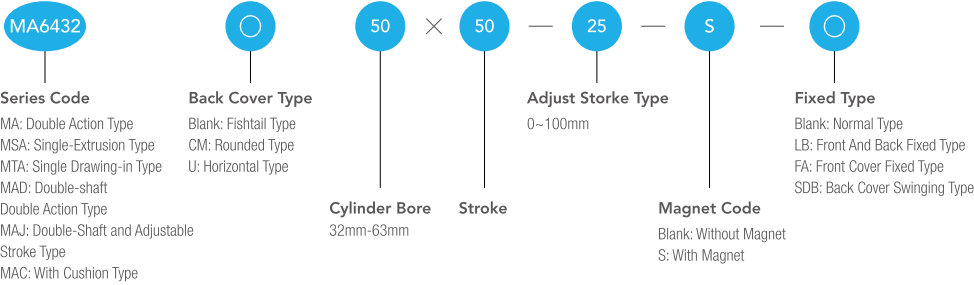 MA6432 ○ 50 × 50 — 25 — S — ○
Series Code
MA: Double Action Type
MSA: Single-Extrusion Type
MTA: Single Drawing-in Type
MAD: Double-shaft
Double Action Type
MAJ: Double-Shaft and Adjustable
Stroke Type
MAC: With Cushion Type
Back Cover Type
Blank: Fishtail Type
CM: Rounded Type
U: Horizontal Type
Cylinder Bore
32mm-63mm
Stroke
Adjust Storke Type
0~100mm
Magnet Code
Blank: Without Magnet
S: With Magnet
Fixed Type
Blank: Normal Type
LB: Front And Back Fixed Type
FA: Front Cover Fixed Type
SDB: Back Cover Swinging Type